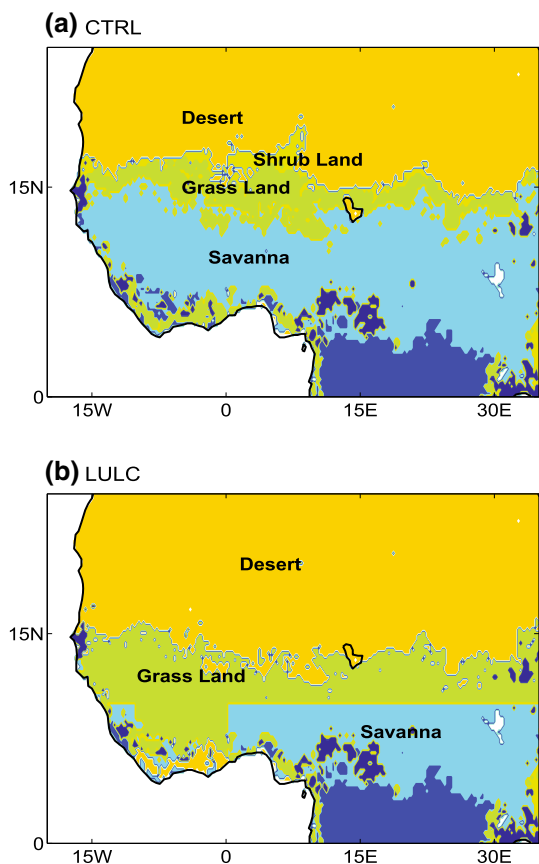 (a) CTRL
Desert
Shrub Land
15N
Grass Land
Savanna
0
15W 0 15E 30E
(b) LULC
Desert
15N
Grass Land
Savanna
0
15W 0 15E 30E